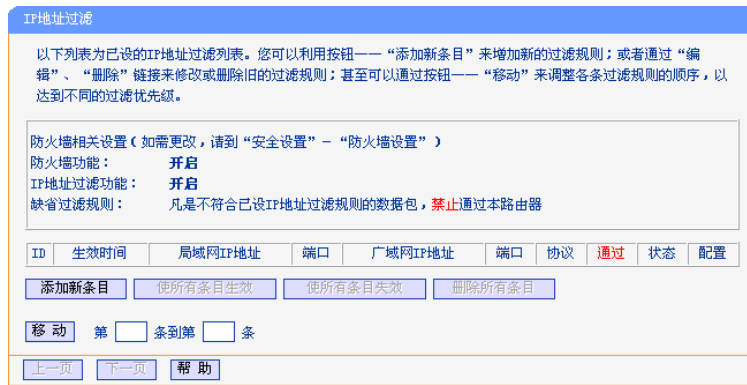 IP地址过滤
以下列表为已设的IP地址过滤列表。您可以利用按钮——“添加新条目”来增加新的过滤规则；或者通过“编
辑”、“删除”链接来修改或删除旧的过滤规则；甚至可以通过按钮——“移动”来调整各条过滤规则的顺序，以
达到不同的过滤优先级。
防火墙相关设置(如需更改，请到“安全设置”-“防火墙设置”)
防火墙功能： 开启
IP地址过滤功能： 开启
缺省过滤规则： 凡是不符合已设IP地址过滤规则的数据包，禁止通过本路由器
ID 生效时间 局域网IP地址 端口 广域网IP地址 端口 协议 通过 状态 配置
添加新条目 使所有条目生效 使所有条目失效 删除所有条目
移动 第 条到第 条
上一页 下一页 帮助